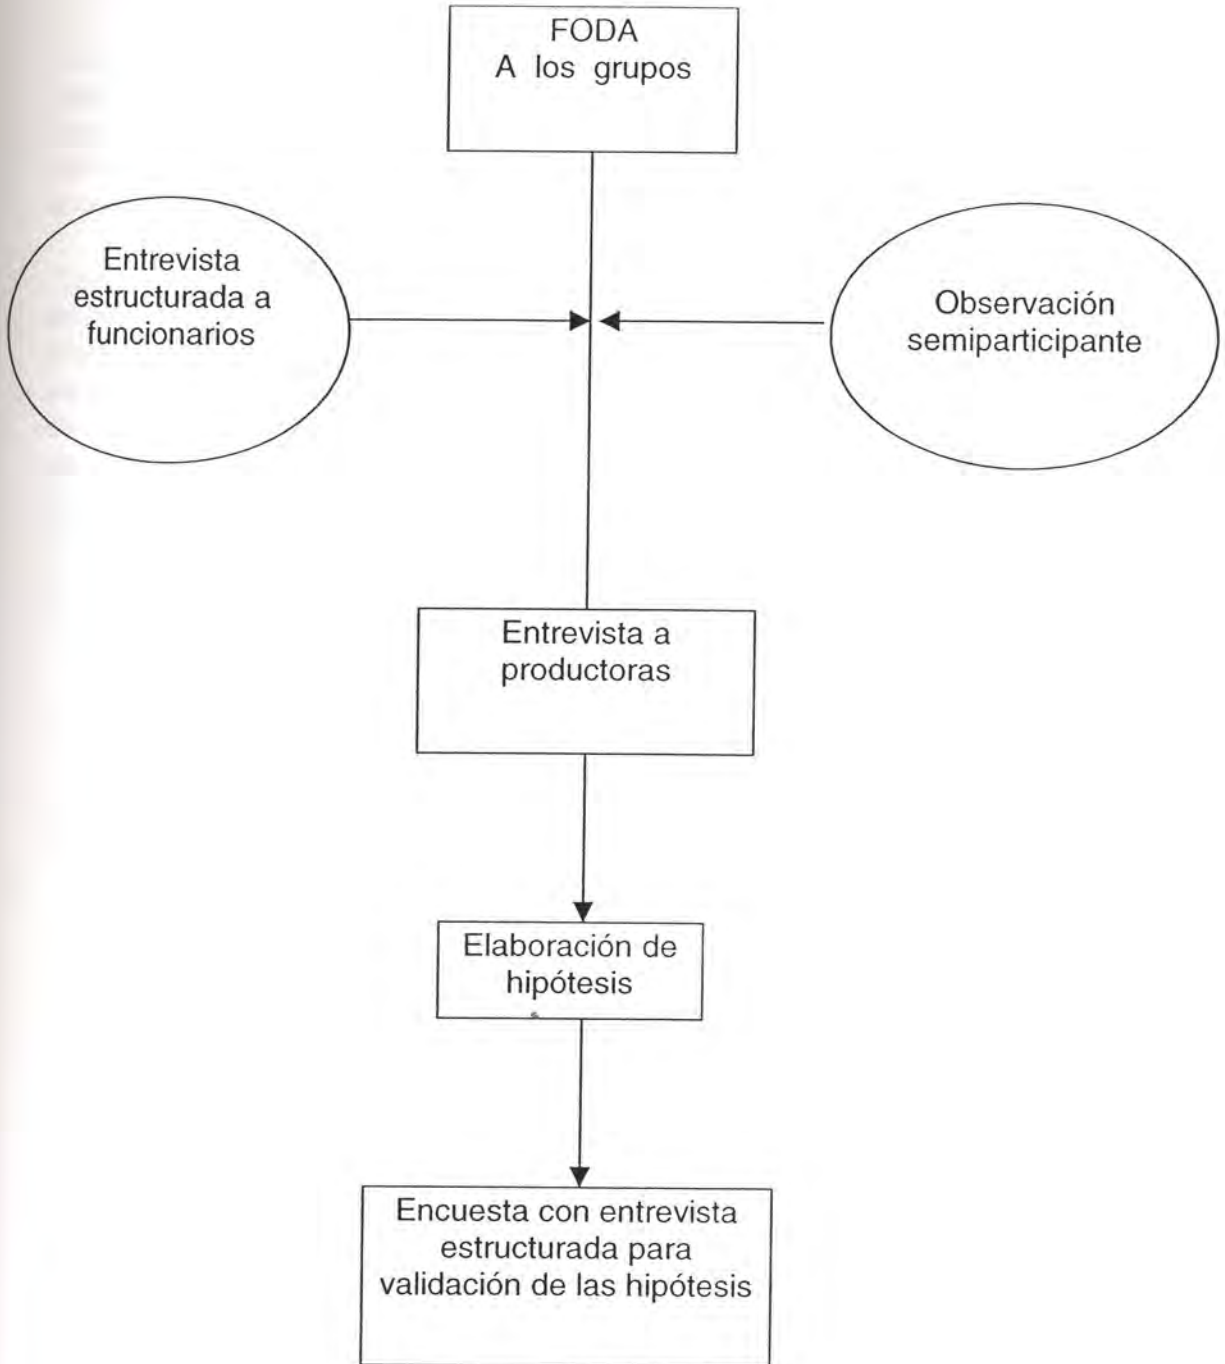 FODA
A los grupos
Entrevista
estructurada a
funcionarios
Observación
semiparticipante
Entrevista a
productoras
Elaboración de
hipótesis
Encuesta con entrevista
estructurada para
validación de las hipótesis